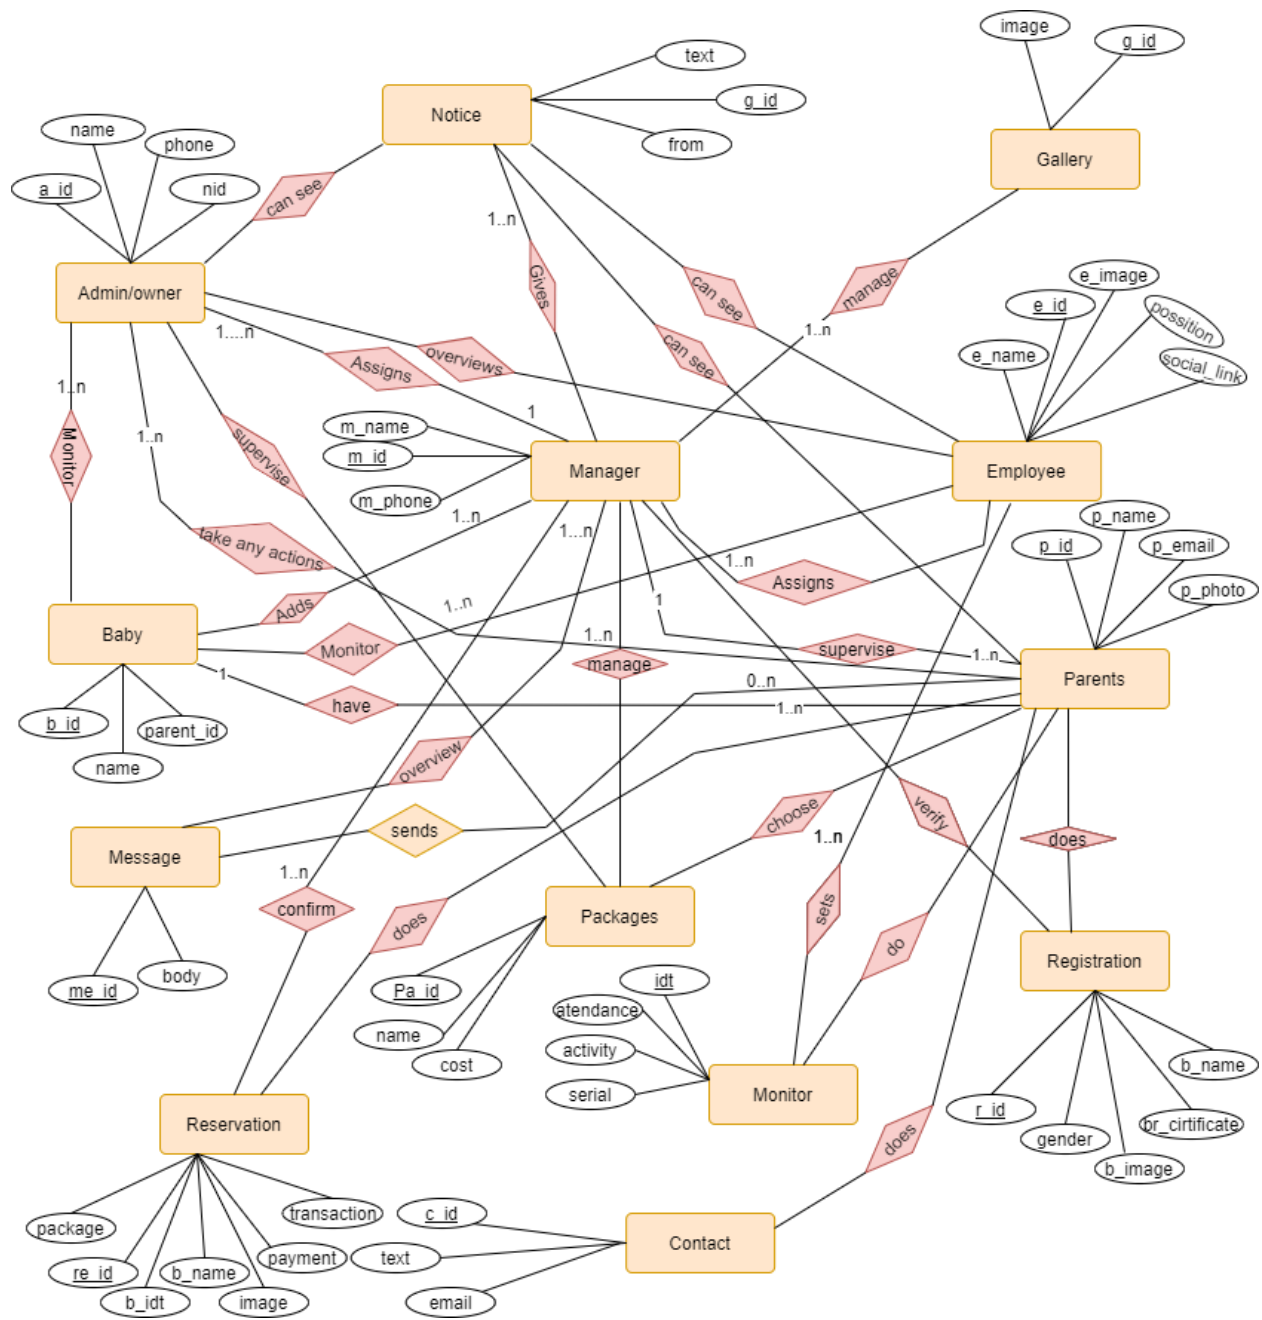 image
g_id
text
Notice
g_id
name
phone
from
Gallery
can see
a_id
nid
1..n
e_image
Admin/owner
Gives
can see
manage
e_id
possition
1....n
1..n
can see
e_name
social_link
overviews
Assigns
1..n
1
m_name
1..n
Monitor
supervise
m_id
Manager
Employee
m_phone
1..n
1...n
p_name
take any actions
p_id
p_email
1..n
Assigns
p_photo
Adds
1..n
1
Baby
1..n
Monitor
supervise
1..n
manage
1
0..n
Parents
have
1..n
b_id
parent_id
name
overview
choose
verify
sends
1..n
does
Message
1..n
confirm
does
sets
Packages
do
Registration
me_id
body
Pa_id
idt
atendance
name
activity
cost
b_name
serial
Monitor
r_id
Reservation
br_cirtificate
gender
does
b_image
package
transaction
c_id
re_id
b_name
payment
text
Contact
b_idt
image
email